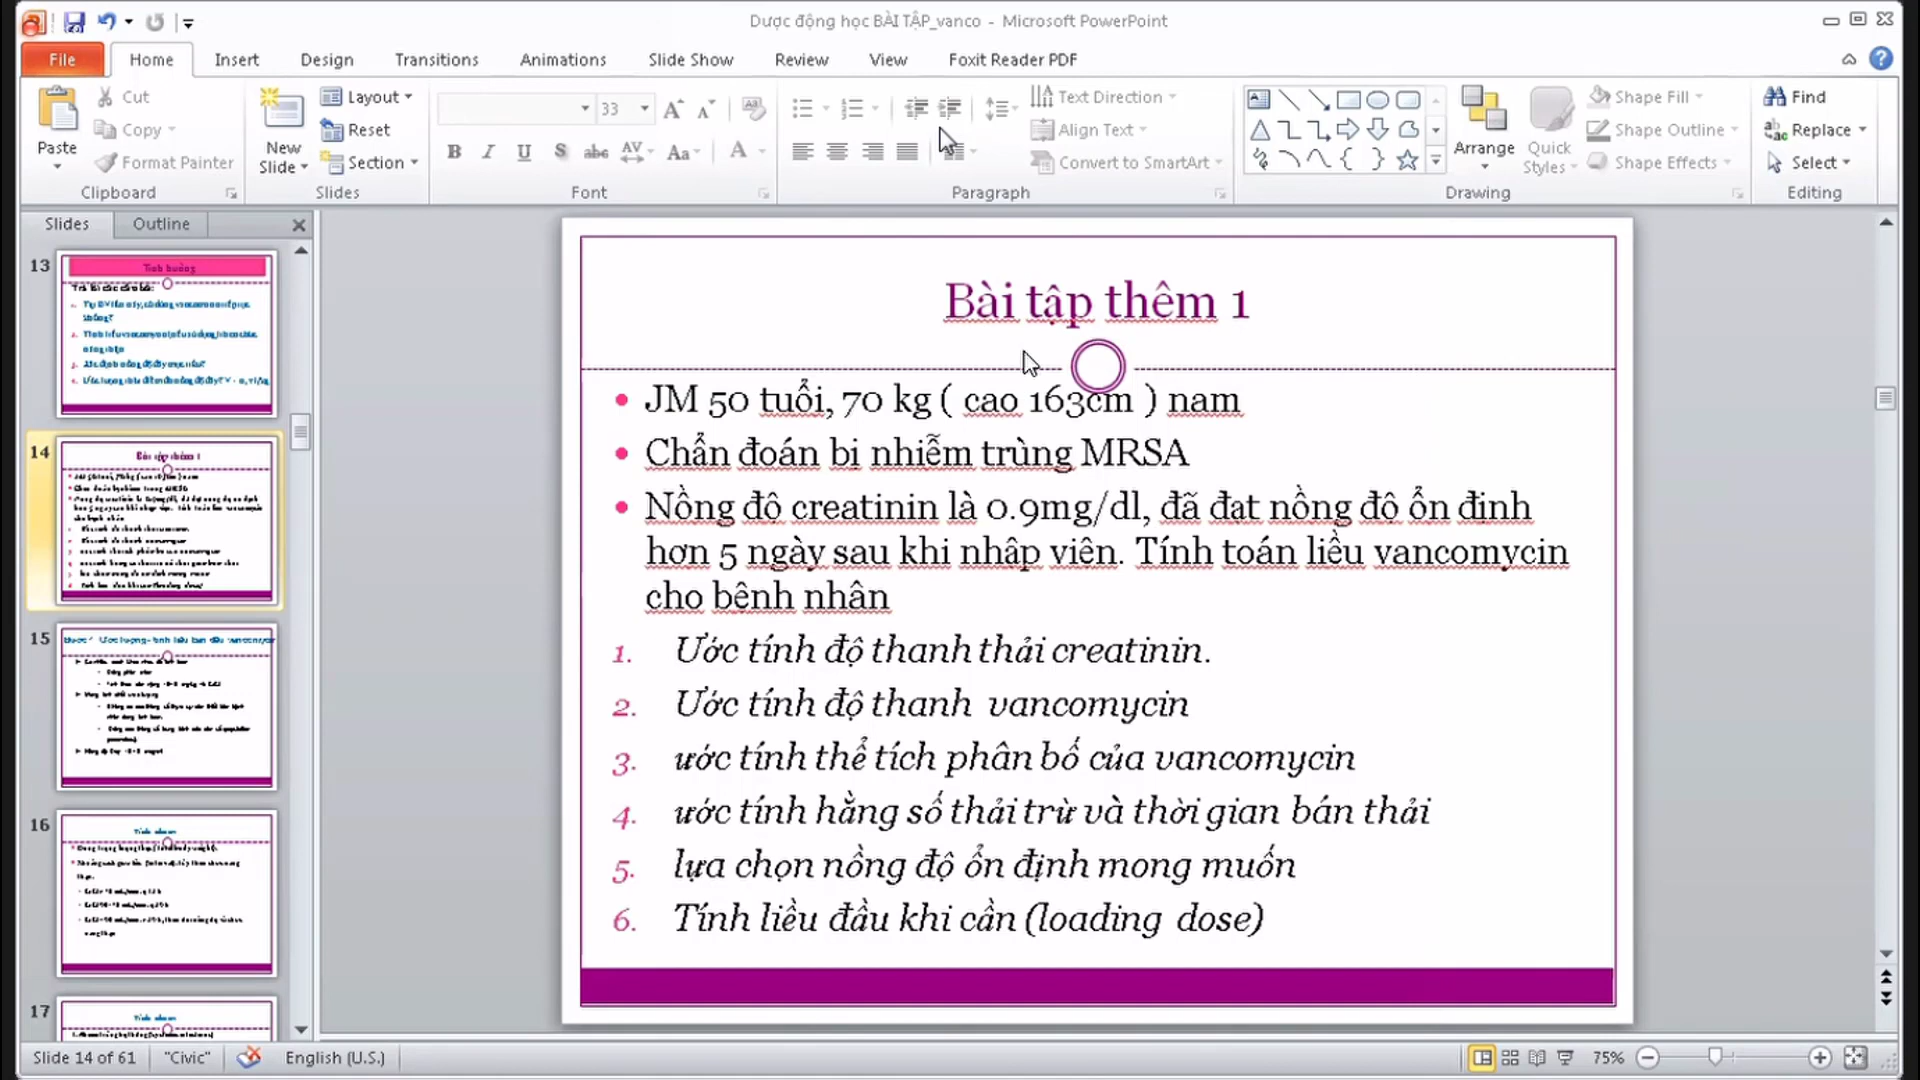 Dược động học BÀI TẬP_vanco - Microsoft PowerPoint
File Home Insert Design Transitions Animations Slide Show Review View Foxit Reader PDF
Paste
Cut
Copy
Format Painter
Clipboard
New Slide
Layout
Reset
Section
Slides
33
Font
Text Direction
Align Text
Convert to SmartArt
Paragraph
Arrange
Quick Styles
Shape Fill
Shape Outline
Shape Effects
Drawing
Find
Replace
Select
Editing
Slides Outline
13
14
15
16
17
Bài tập thêm 1
• JM 50 tuổi, 70 kg ( cao 163cm ) nam
• Chẩn đoán bị nhiễm trùng MRSA
• Nồng độ creatinin là 0.9mg/dl, đã đạt nồng độ ổn định
hơn 5 ngày sau khi nhập viện. Tính toán liều vancomycin
cho bệnh nhân
1. Ước tính độ thanh thải creatinin.
2. Ước tính độ thanh vancomycin
3. ước tính thể tích phân bố của vancomycin
4. ước tính hằng số thải trừ và thời gian bán thải
5. lựa chọn nồng độ ổn định mong muốn
6. Tính liều đầu khi cần (loading dose)
Slide 14 of 61 "Civic" English (U.S.) 75%